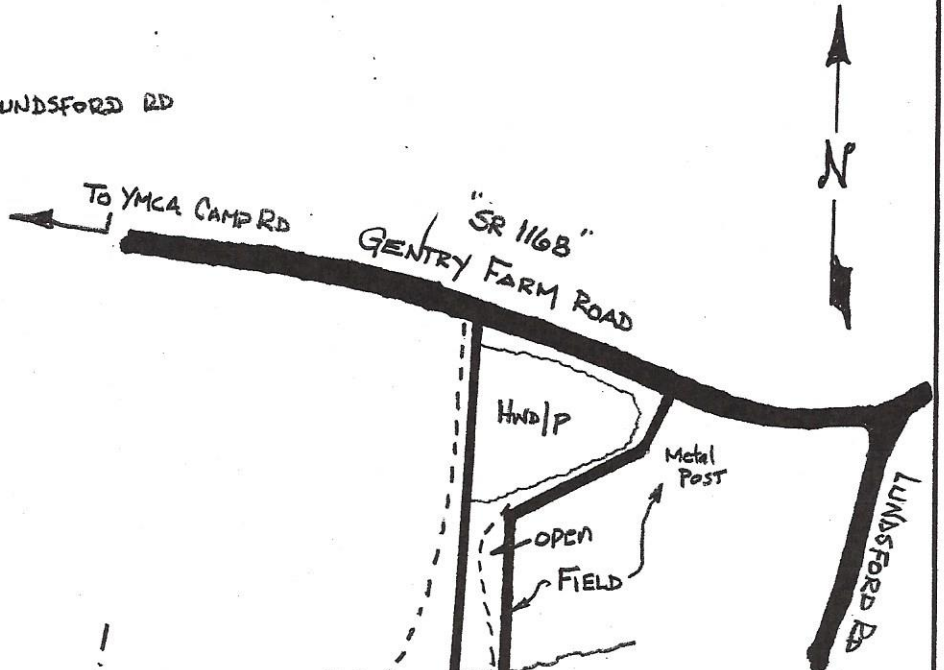 UNDSFORD RD
N
TO YMCA CAMP RD
"SR 1168"
GENTRY FARM ROAD
HWD/P
Metal
POST
OPEN
FIELD
LUNDSFORD RD